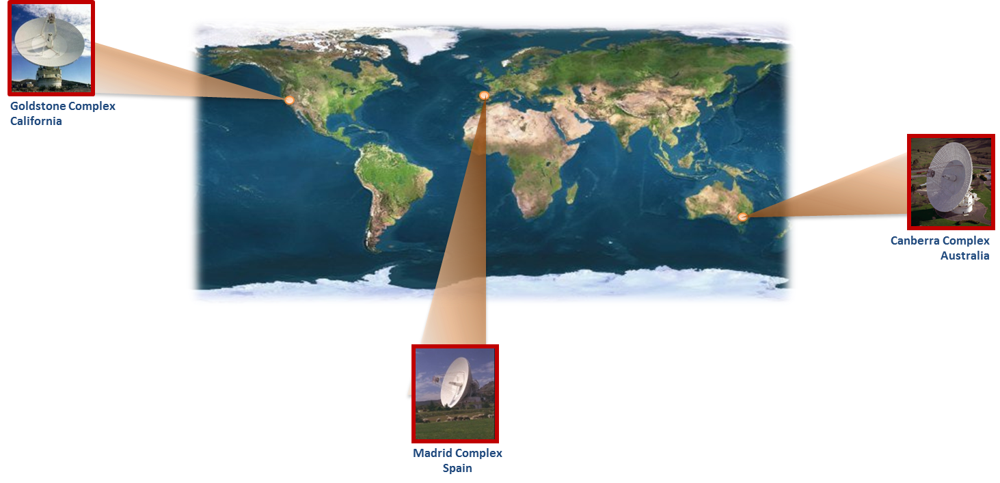 Goldstone Complex
California
Canberra Complex
Australia
Madrid Complex
Spain